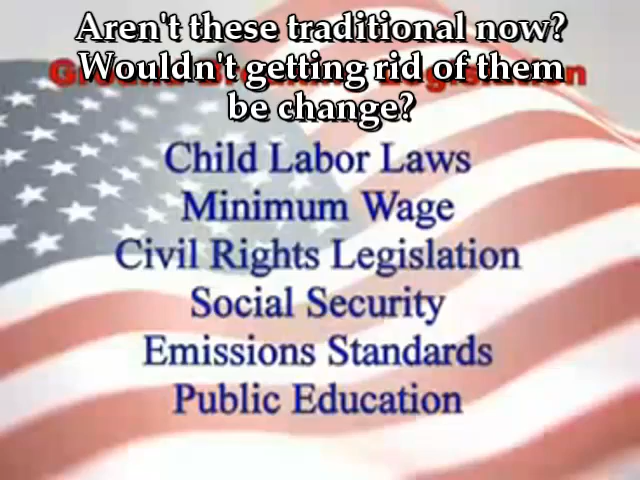 Aren't these traditional now?
Wouldn't getting rid of them
be change?
Child Labor Laws
Minimum Wage
Civil Rights Legislation
Social Security
Emissions Standards
Public Education